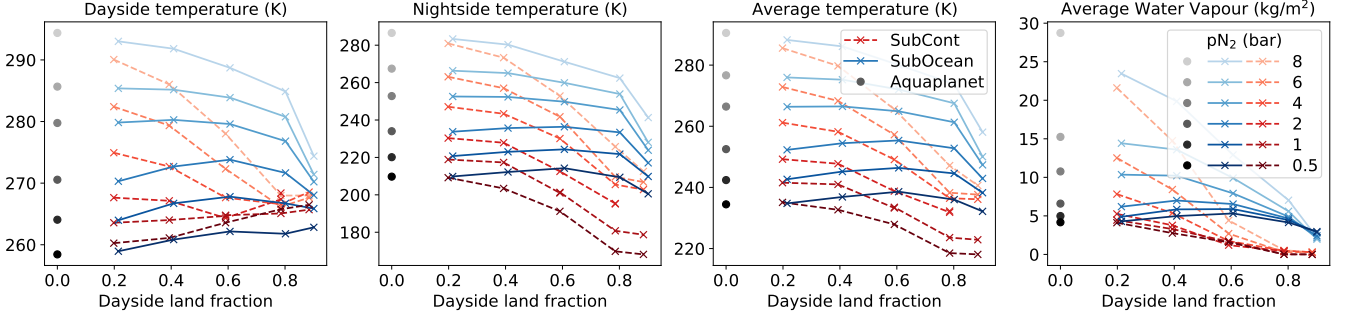 Dayside temperature (K)
290
280
270
260
0.0 0.2 0.4 0.6 0.8
Dayside land fraction
Nightside temperature (K)
280
260
240
220
200
180
0.0 0.2 0.4 0.6 0.8
Dayside land fraction
Average temperature (K)
280
260
240
220
SubCont
SubOcean
Aquaplanet
0.0 0.2 0.4 0.6 0.8
Dayside land fraction
Average Water Vapour (kg/m²)
30
25
20
15
10
5
0
pN₂ (bar)
8
6
4
2
1
0.5
0.0 0.2 0.4 0.6 0.8
Dayside land fraction